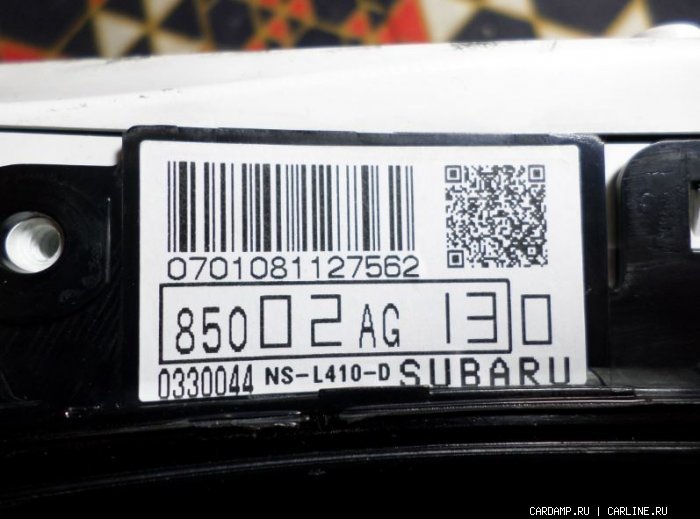 0701081127562
85002AG130
0330044 NS-L410-D SUBARU
CARDAMP.RU | CARLINE.RU